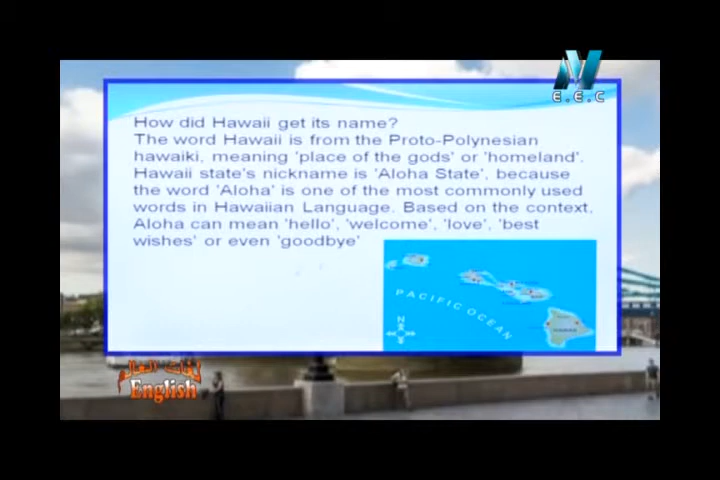 E.E.C
How did Hawaii get its name?
The word Hawaii is from the Proto-Polynesian
hawaiki, meaning 'place of the gods' or 'homeland'.
Hawaii state's nickname is 'Aloha State', because
the word 'Aloha' is one of the most commonly used
words in Hawaiian Language. Based on the context,
Aloha can mean 'hello', 'welcome', 'love', 'best
wishes' or even 'goodbye'
PACIFIC OCEAN
N
HAWAII
لغات العالم
English